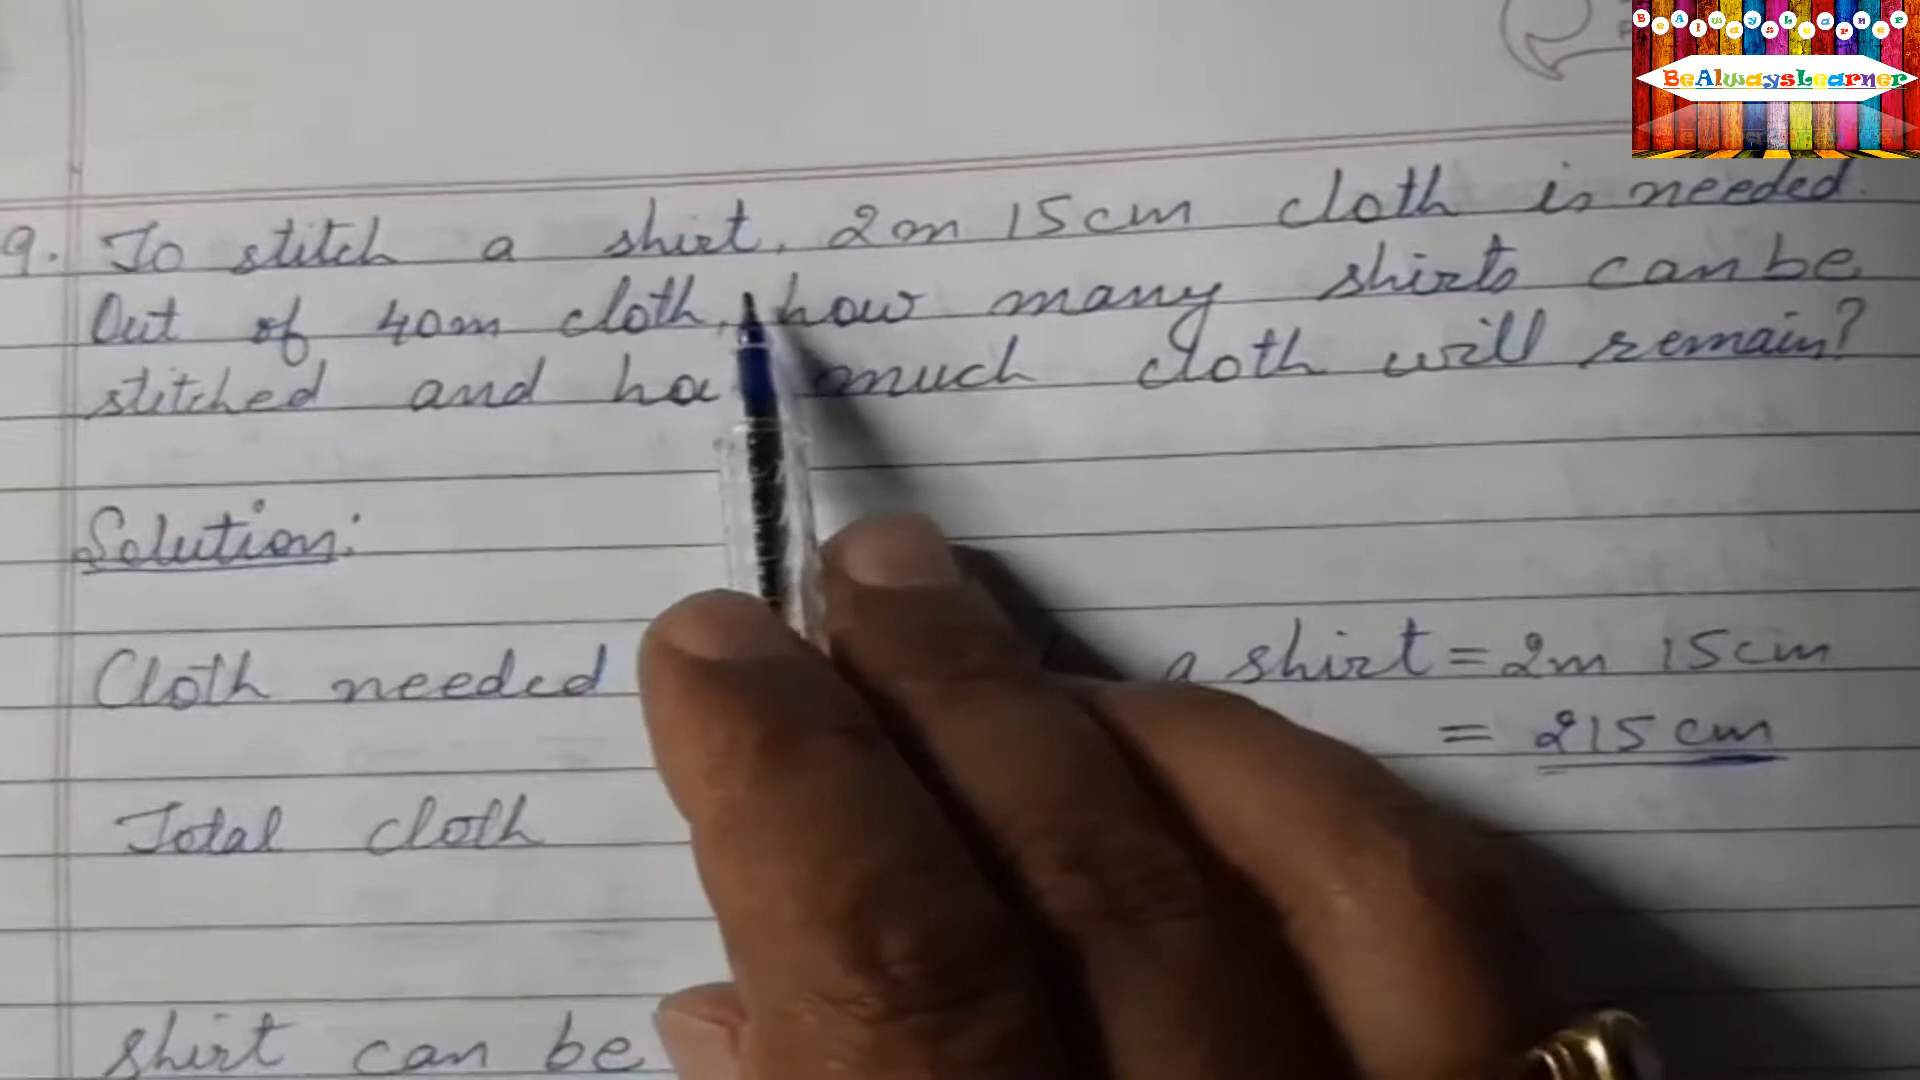 BeAlwaysLearner
BeAlwaysLearner
9. To stitch a shirt, 2m 15cm cloth is needed.
Out of 40m cloth, how many shirts can be
stitched and much cloth will remain?
Solution:
Cloth needed a shirt = 2m 15cm
= 215 cm
Total cloth
shirt can be